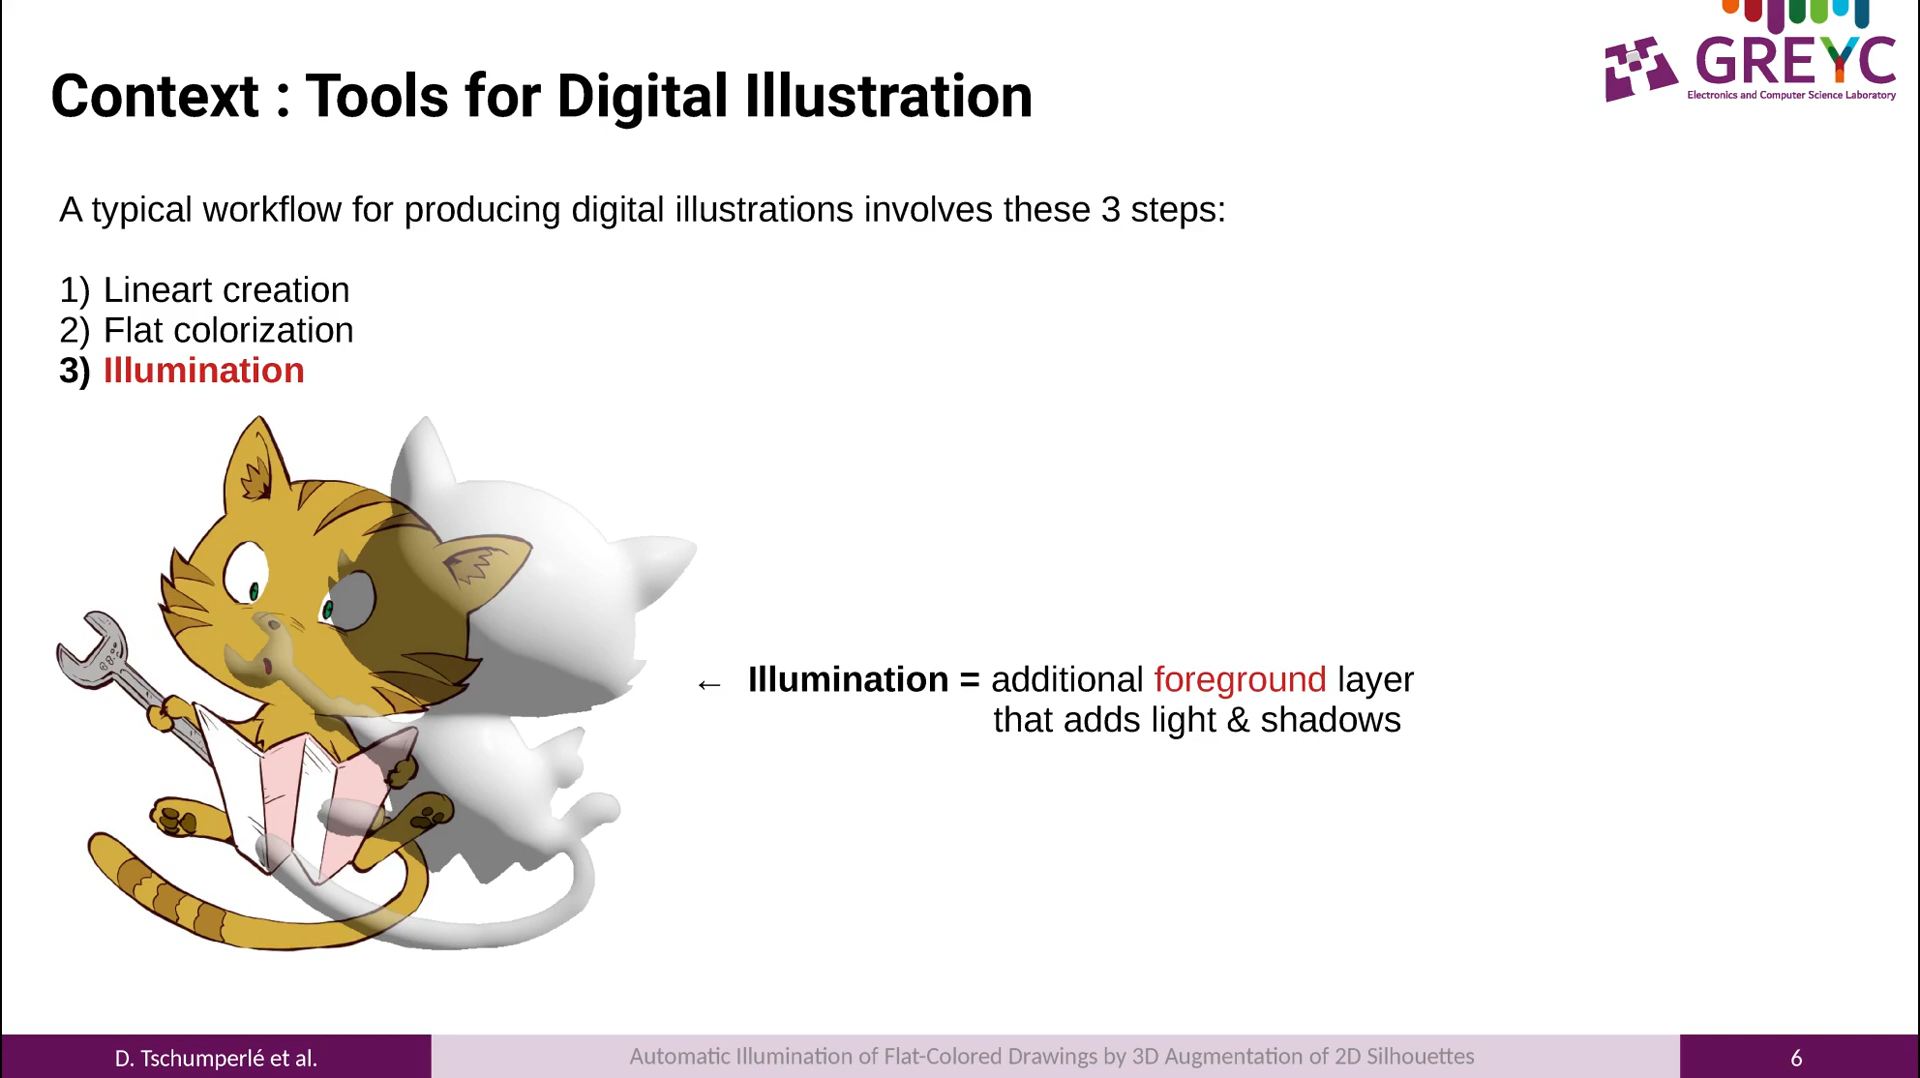 GREYC
Electronics and Computer Science Laboratory
Context : Tools for Digital Illustration
A typical workflow for producing digital illustrations involves these 3 steps:
1) Lineart creation
2) Flat colorization
3) Illumination
← Illumination = additional foreground layer
that adds light & shadows
D. Tschumperlé et al.
Automatic Illumination of Flat-Colored Drawings by 3D Augmentation of 2D Silhouettes
6